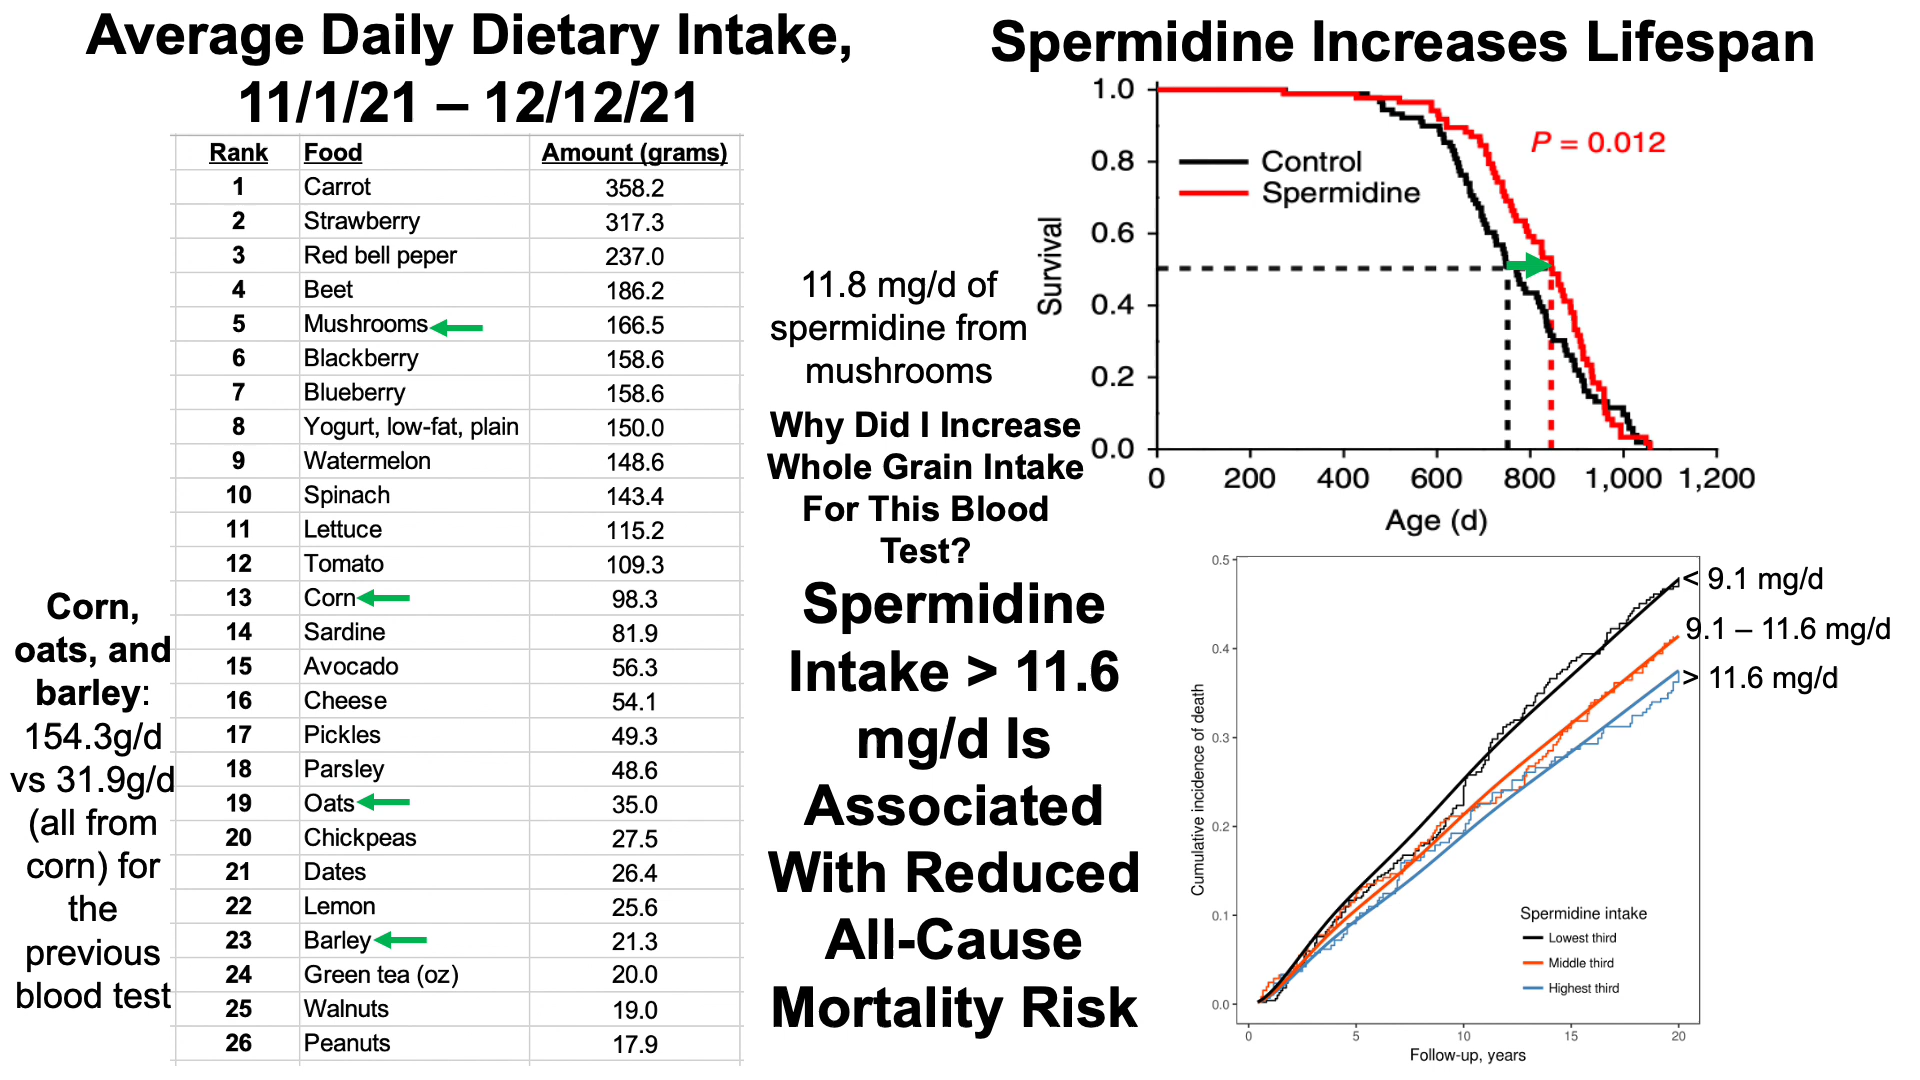 Average Daily Dietary Intake,
11/1/21 – 12/12/21
Rank Food Amount (grams)
1 Carrot 358.2
2 Strawberry 317.3
3 Red bell peper 237.0
4 Beet 186.2
5 Mushrooms 166.5
6 Blackberry 158.6
7 Blueberry 158.6
8 Yogurt, low-fat, plain 150.0
9 Watermelon 148.6
10 Spinach 143.4
11 Lettuce 115.2
12 Tomato 109.3
13 Corn 98.3
14 Sardine 81.9
15 Avocado 56.3
16 Cheese 54.1
17 Pickles 49.3
18 Parsley 48.6
19 Oats 35.0
20 Chickpeas 27.5
21 Dates 26.4
22 Lemon 25.6
23 Barley 21.3
24 Green tea (oz) 20.0
25 Walnuts 19.0
26 Peanuts 17.9
Corn,
oats, and
barley:
154.3g/d
vs 31.9g/d
(all from
corn) for
the
previous
blood test
11.8 mg/d of
spermidine from
mushrooms
Why Did I Increase
Whole Grain Intake
For This Blood
Test?
Spermidine
Intake > 11.6
mg/d Is
Associated
With Reduced
All-Cause
Mortality Risk
Spermidine Increases Lifespan
1.0
0.8
0.6
0.4
0.2
0.0
Survival
Control
Spermidine
P = 0.012
0 200 400 600 800 1,000 1,200
Age (d)
0.5
0.4
0.3
0.2
0.1
0.0
Cumulative incidence of death
< 9.1 mg/d
9.1 – 11.6 mg/d
> 11.6 mg/d
Spermidine intake
Lowest third
Middle third
Highest third
0 5 10 15 20
Follow-up, years